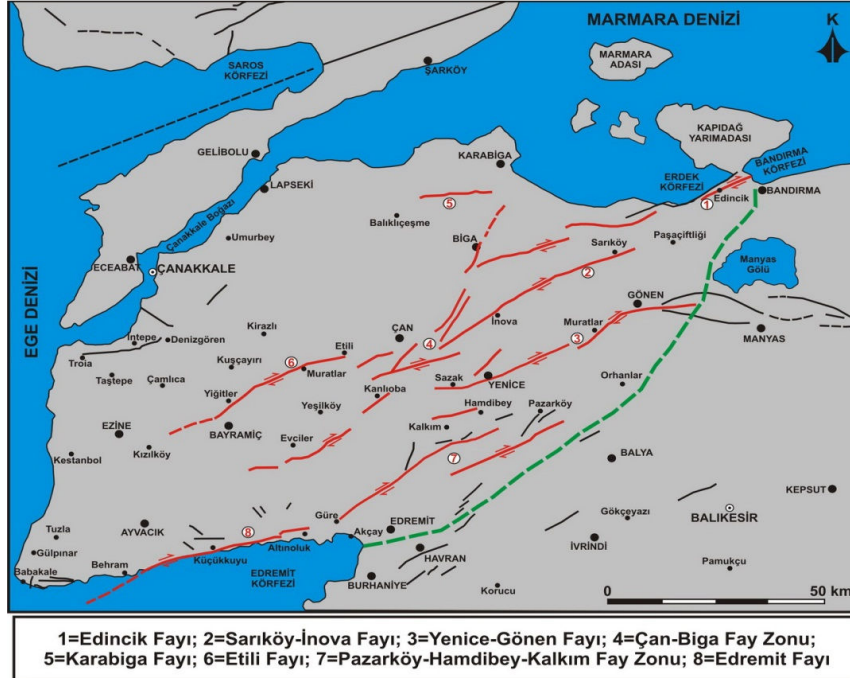 MARMARA DENİZİ
K
SAROS
KÖRFEZİ
ŞARKÖY
MARMARA
ADASI
KAPIDAĞ
YARIMADASI
GELİBOLU
KARABİGA
ERDEK
KÖRFEZİ
BANDIRMA
KÖRFEZİ
LAPSEKİ
Edincik
BANDIRMA
1
5
Balıklıçeşme
Çanakkale Boğazı
Umurbey
BİGA
Sarıköy
Paşaçiftliği
ECEABAT
ÇANAKKALE
2
Manyas
Gölü
EGE DENİZİ
GÖNEN
İnova
Muratlar
MANYAS
İntepe
Denizgören
Kirazlı
ÇAN
4
3
Troia
Kuşçayırı
Etili
6
Muratlar
Taştepe
Çamlıca
Sazak
YENİCE
Orhanlar
Kanlıoba
Yiğitler
Yeşilköy
Hamdibey
Pazarköy
EZİNE
BAYRAMİÇ
Kalkım
Kestanbol
Kızılköy
Evciler
7
BALYA
KEPSUT
Gökçeyazı
BALIKESİR
Tuzla
AYVACIK
8
Güre
Akçay
EDREMİT
Gülpınar
Küçükkuyu
Altınoluk
İVRİNDİ
HAVRAN
Pamukçu
Babakale
Behram
EDREMİT
KÖRFEZİ
BURHANİYE
Korucu
0
50 km
1=Edincik Fayı; 2=Sarıköy-İnova Fayı; 3=Yenice-Gönen Fayı; 4=Çan-Biga Fay Zonu;
5=Karabiga Fayı; 6=Etili Fayı; 7=Pazarköy-Hamdibey-Kalkım Fay Zonu; 8=Edremit Fayı